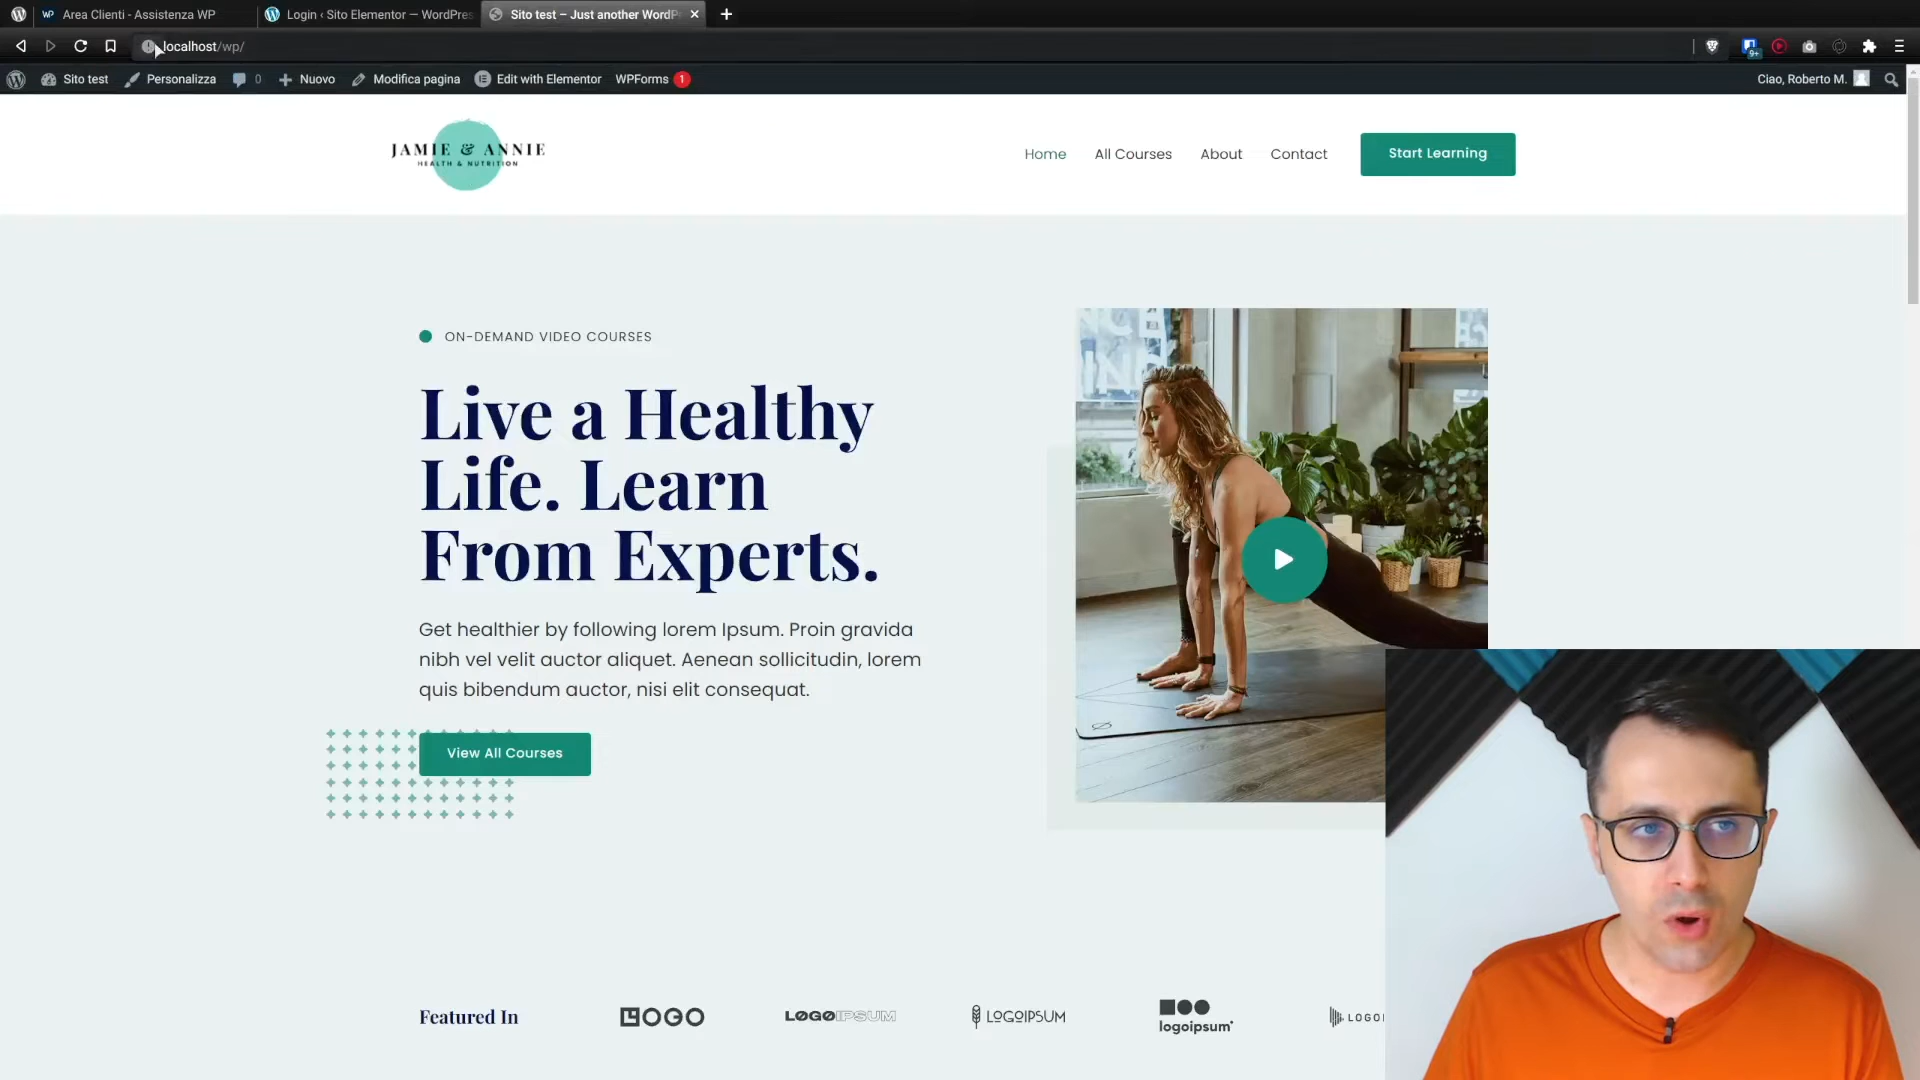 Area Clienti - Assistenza WP
Login ‹ Sito Elementor — WordPres
Sito test – Just another WordP
localhost/wp/
9+
Sito test
Personalizza
0
Nuovo
Modifica pagina
Edit with Elementor
WPForms 1
Ciao, Roberto M.
JAMIE & ANNIE
HEALTH & NUTRITION
Home
All Courses
About
Contact
Start Learning
ON-DEMAND VIDEO COURSES
Live a Healthy
Life. Learn
From Experts.
Get healthier by following lorem Ipsum. Proin gravida
nibh vel velit auctor aliquet. Aenean sollicitudin, lorem
quis bibendum auctor, nisi elit consequat.
View All Courses
Featured In
LOGO
LOGOIPSUM
LOGOIPSUM
logoipsum
LOGOI